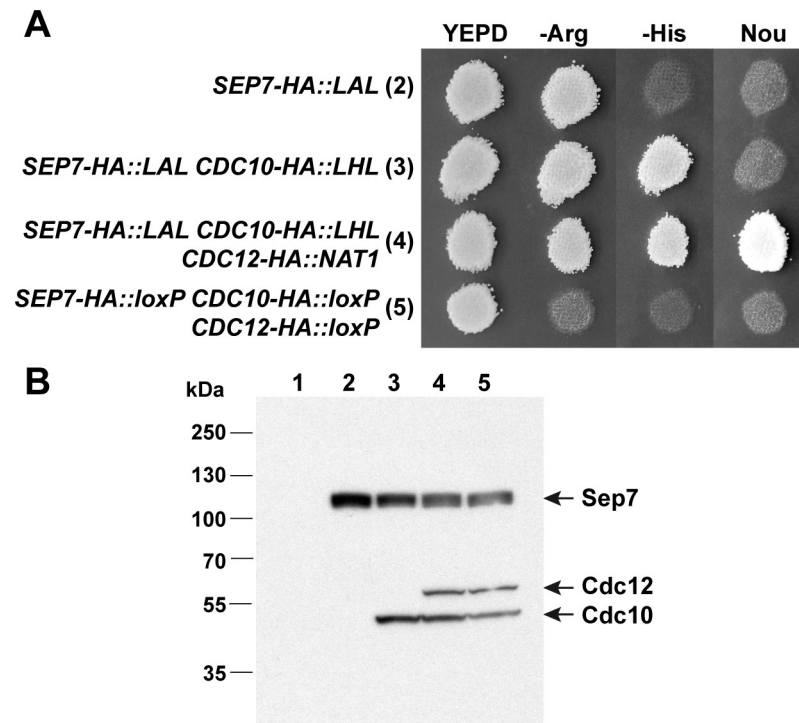 A
YEPD -Arg -His Nou
SEP7-HA::LAL (2)
SEP7-HA::LAL CDC10-HA::LHL (3)
SEP7-HA::LAL CDC10-HA::LHL
CDC12-HA::NAT1 (4)
SEP7-HA::loxP CDC10-HA::loxP
CDC12-HA::loxP (5)
B
kDa 1 2 3 4 5
250
130
100
70
55
35
Sep7
Cdc12
Cdc10